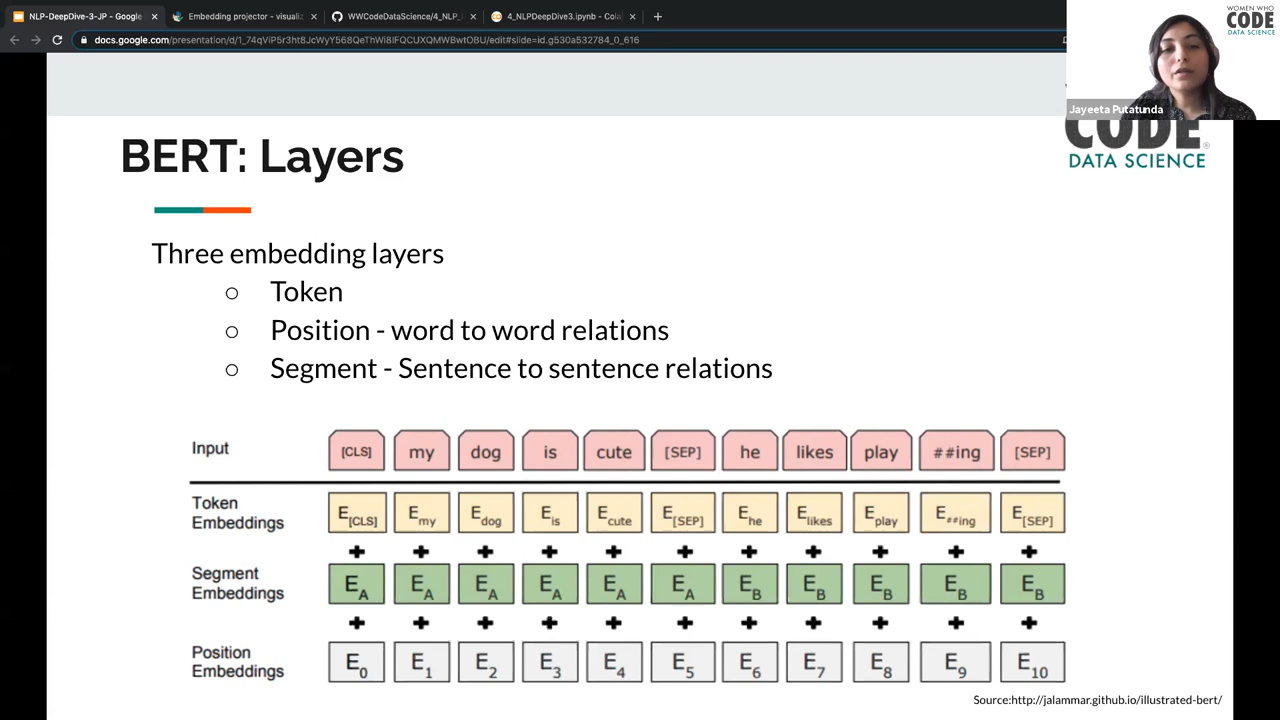 NLP-DeepDive-3-JP - Google
Embedding projector - visualiz
WWCodeDataScience/4_NLP_
4_NLPDeepDive3.ipynb - Cola
docs.google.com/presentation/d/1_74qViP5r3ht8JcWyY568QeThWi8IFQCUXQMWBwtOBU/edit#slide=id.g530a532784_0_616
WOMEN WHO
CODE
DATA SCIENCE
Jayeeta Putatunda
CODE
DATA SCIENCE
BERT: Layers
Three embedding layers
○ Token
○ Position - word to word relations
○ Segment - Sentence to sentence relations
Input [CLS] my dog is cute [SEP] he likes play ##ing [SEP]
Token Embeddings E[CLS] Emy Edog Eis Ecute E[SEP] Ehe Elikes Eplay E##ing E[SEP]
+ + + + + + + + + + +
Segment Embeddings EA EA EA EA EA EA EB EB EB EB EB
+ + + + + + + + + + +
Position Embeddings E0 E1 E2 E3 E4 E5 E6 E7 E8 E9 E10
Source:http://jalammar.github.io/illustrated-bert/